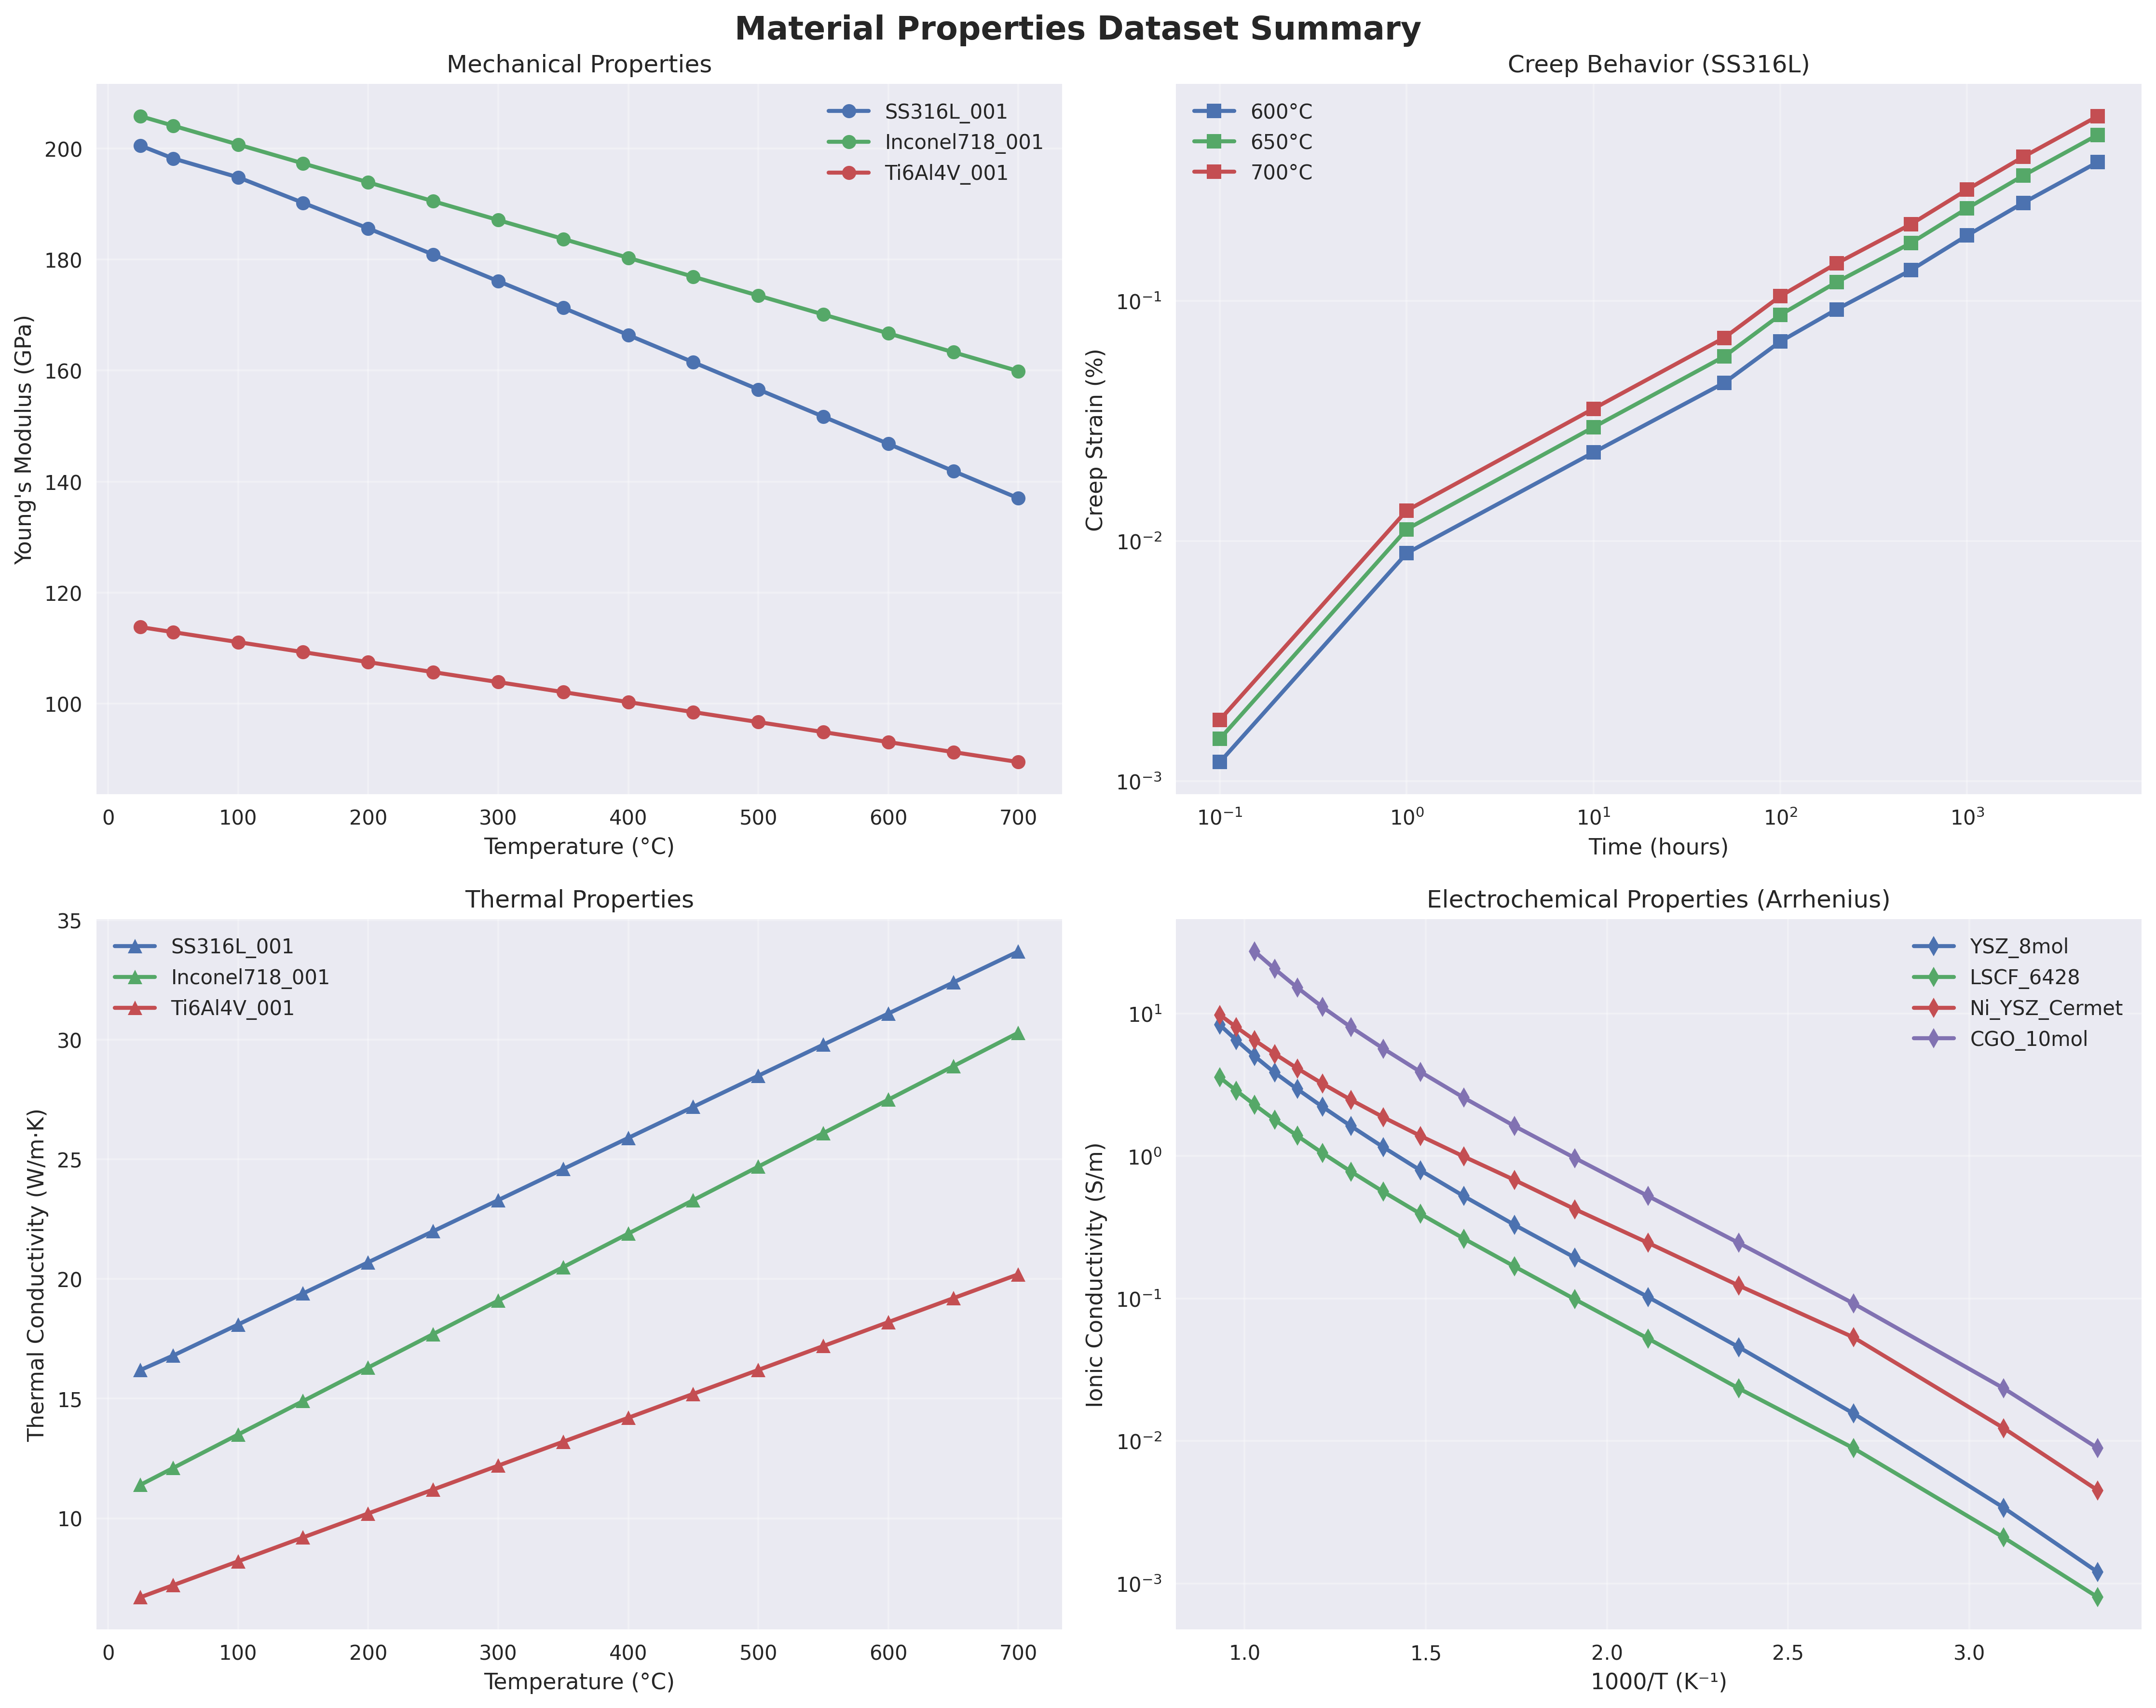 Material Properties Dataset Summary
Mechanical Properties
SS316L_001
Inconel718_001
Ti6Al4V_001
Young's Modulus (GPa)
200
180
160
140
120
100
0 100 200 300 400 500 600 700
Temperature (°C)
Creep Behavior (SS316L)
600°C
650°C
700°C
Creep Strain (%)
10⁻¹
10⁻²
10⁻³
10⁻¹ 10⁰ 10¹ 10² 10³
Time (hours)
Thermal Properties
SS316L_001
Inconel718_001
Ti6Al4V_001
Thermal Conductivity (W/m·K)
35
30
25
20
15
10
0 100 200 300 400 500 600 700
Temperature (°C)
Electrochemical Properties (Arrhenius)
YSZ_8mol
LSCF_6428
Ni_YSZ_Cermet
CGO_10mol
Ionic Conductivity (S/m)
10¹
10⁰
10⁻¹
10⁻²
10⁻³
1.0 1.5 2.0 2.5 3.0
1000/T (K⁻¹)